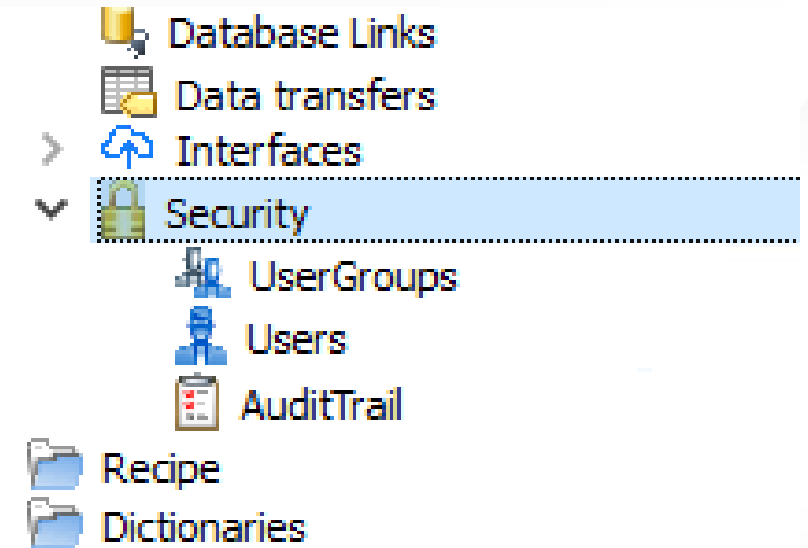 Database Links
Data transfers
Interfaces
Security
UserGroups
Users
AuditTrail
Recipe
Dictionaries